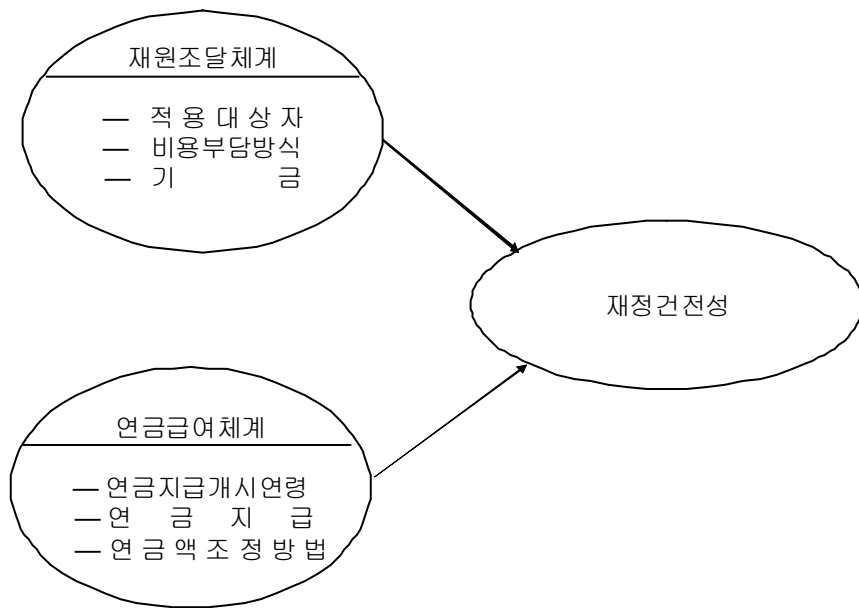 재원조달체계
— 적 용 대 상 자
— 비용부담방식
— 기 금
재정건전성
연금급여체계
— 연금지급개시연령
— 연 금 지 급
— 연 금 액 조 정 방 법